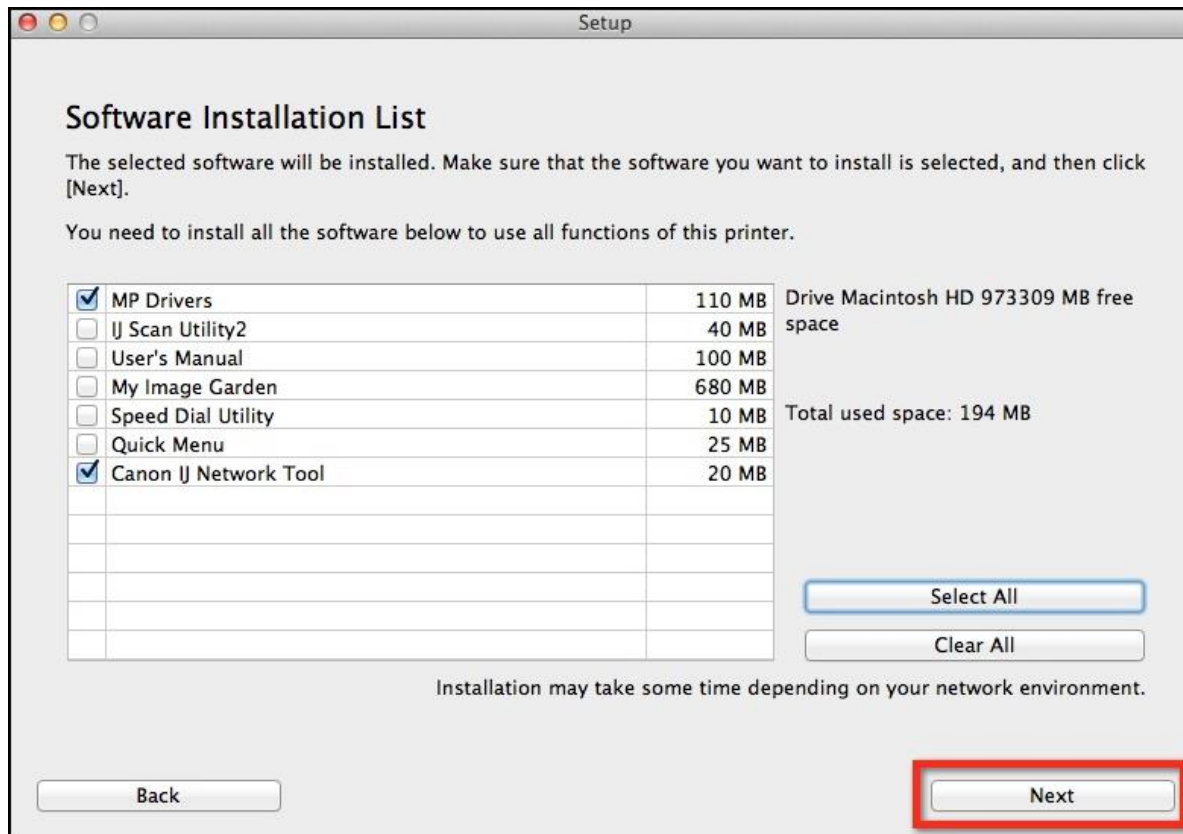 Setup
Software Installation List
The selected software will be installed. Make sure that the software you want to install is selected, and then click
[Next].
You need to install all the software below to use all functions of this printer.
MP Drivers 110 MB
IJ Scan Utility2 40 MB
User's Manual 100 MB
My Image Garden 680 MB
Speed Dial Utility 10 MB
Quick Menu 25 MB
Canon IJ Network Tool 20 MB
Drive Macintosh HD 973309 MB free
space
Total used space: 194 MB
Select All
Clear All
Installation may take some time depending on your network environment.
Back
Next